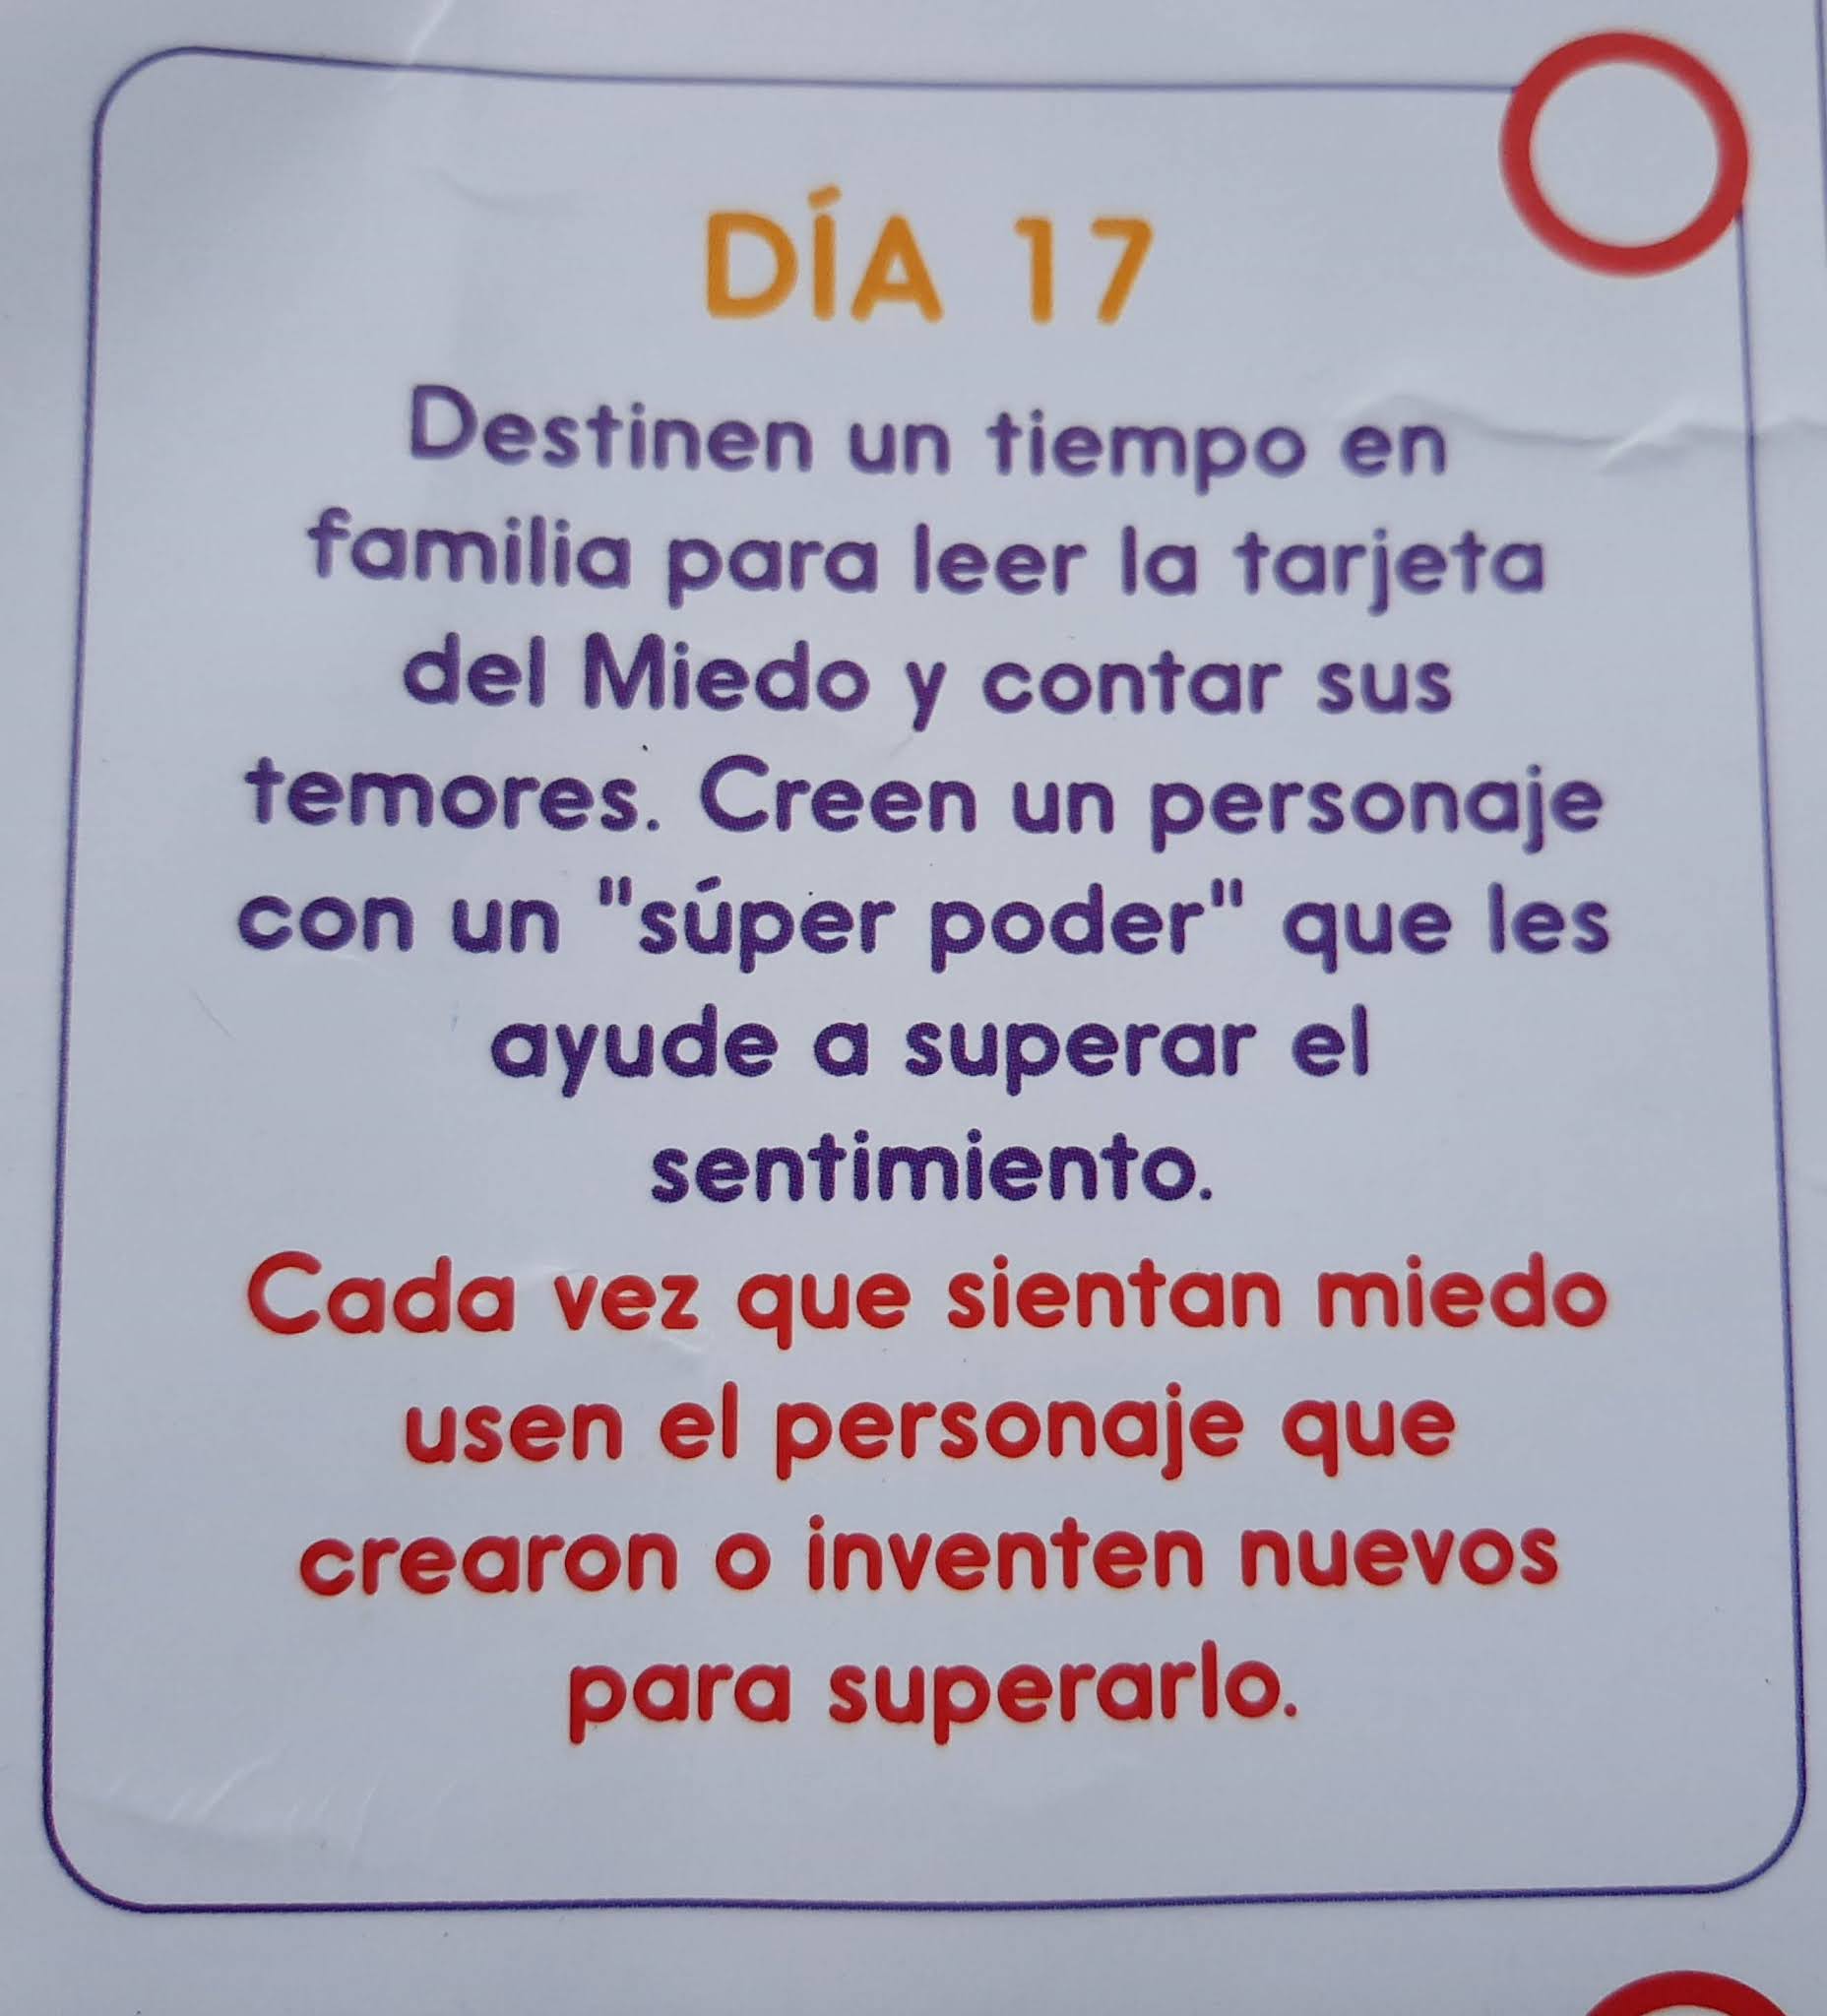 DÍA 17
Destinen un tiempo en
familia para leer la tarjeta
del Miedo y contar sus
temores. Creen un personaje
con un "súper poder" que les
ayude a superar el
sentimiento.
Cada vez que sientan miedo
usen el personaje que
crearon o inventen nuevos
para superarlo.